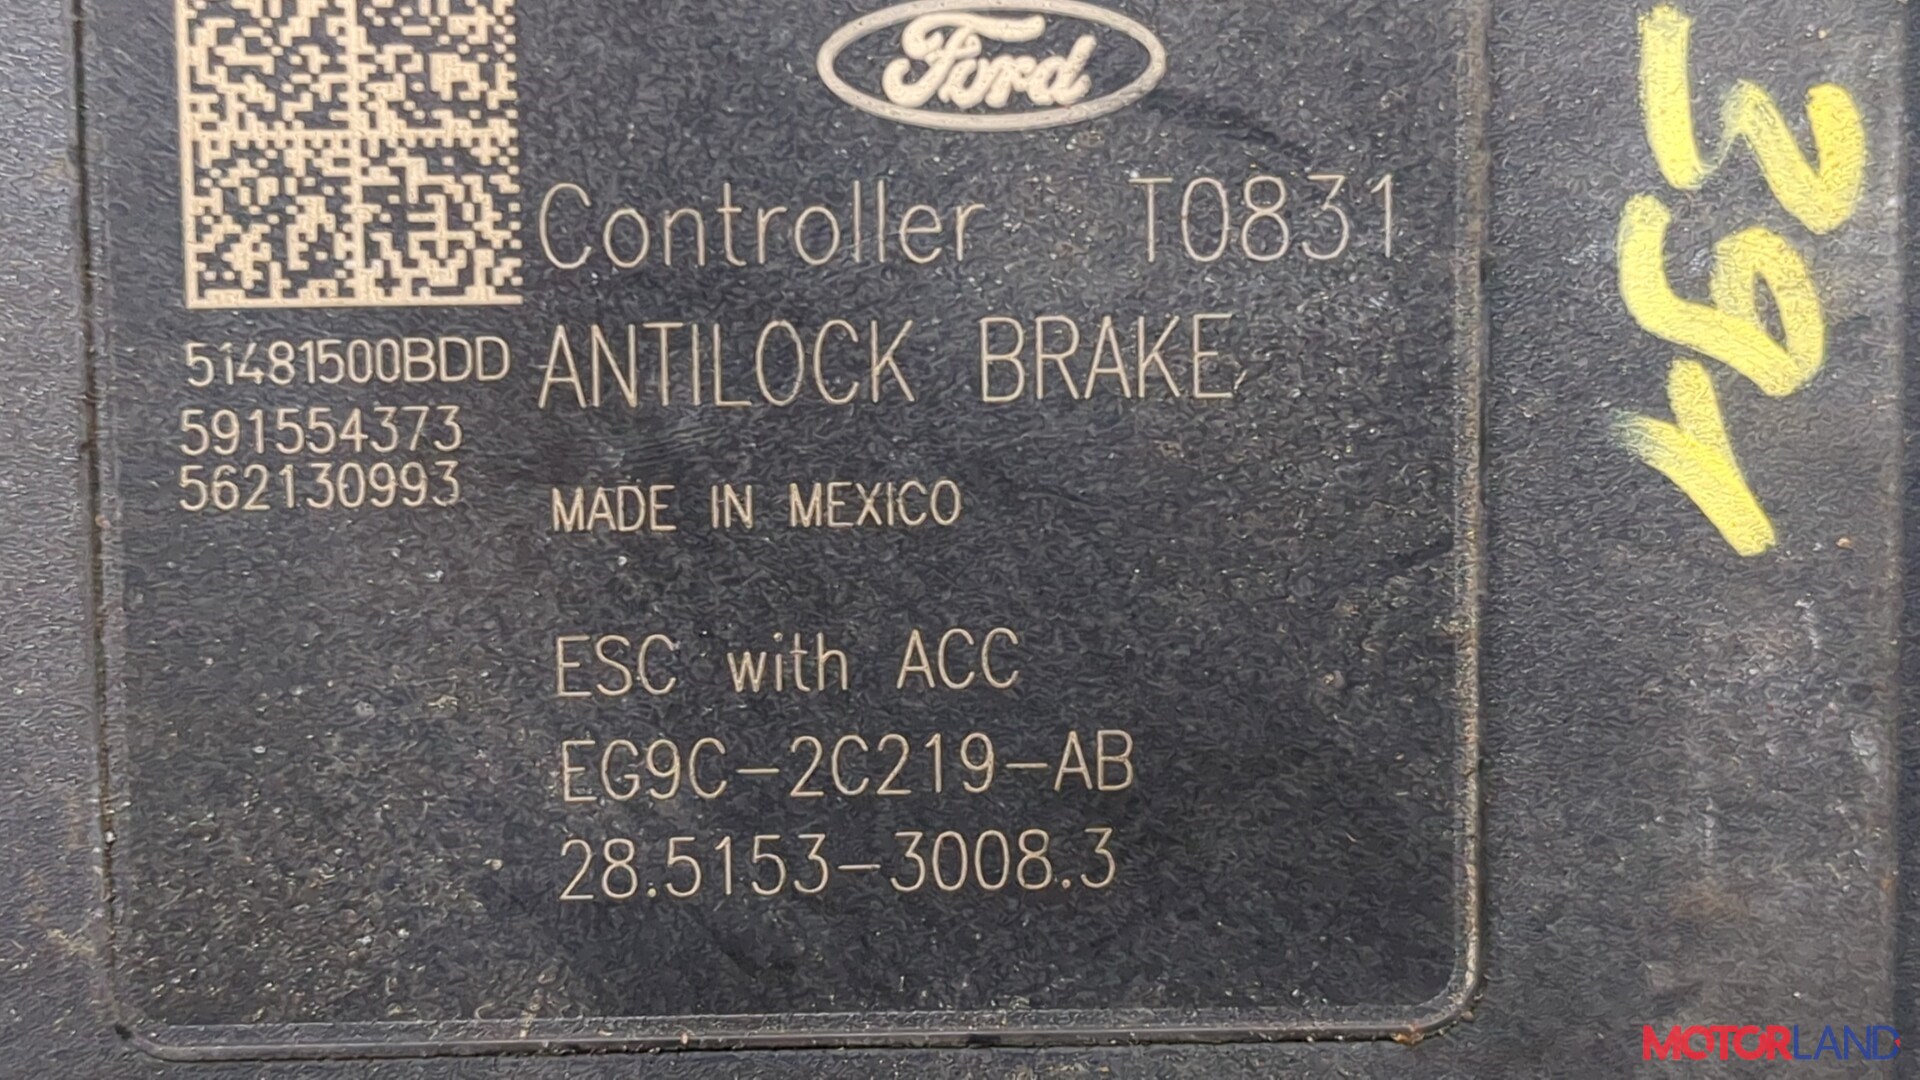 Ford
Controller T0831
ANTILOCK BRAKE
51481500BDD
591554373
562130993
MADE IN MEXICO
ESC with ACC
EG9C-2C219-AB
28.5153-3008.3
MOTORLAND